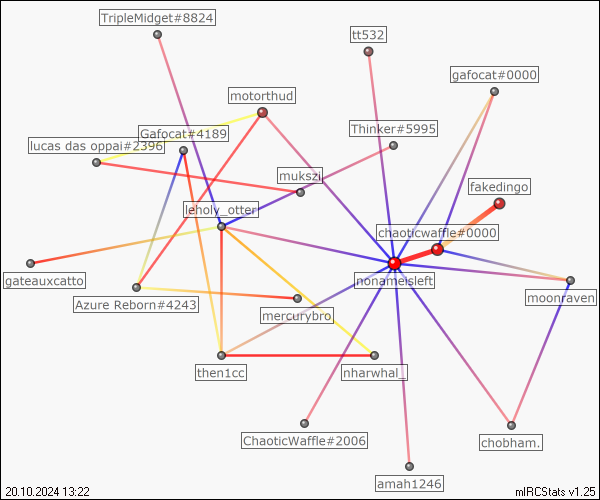 TripleMidget#8824
tt532
gafocat#0000
motorthud
Thinker#5995
Gafocat#4189
lucas das oppai#2396
mukszi
fakedingo
leholy_otter
chaoticwaffle#0000
gateauxcatto
nonameisleft
Azure Reborn#4243
moonraven
mercurybro
then1cc
nharwhal_
ChaoticWaffle#2006
chobham.
amah1246
20.10.2024 13:22
mIRCStats v1.25